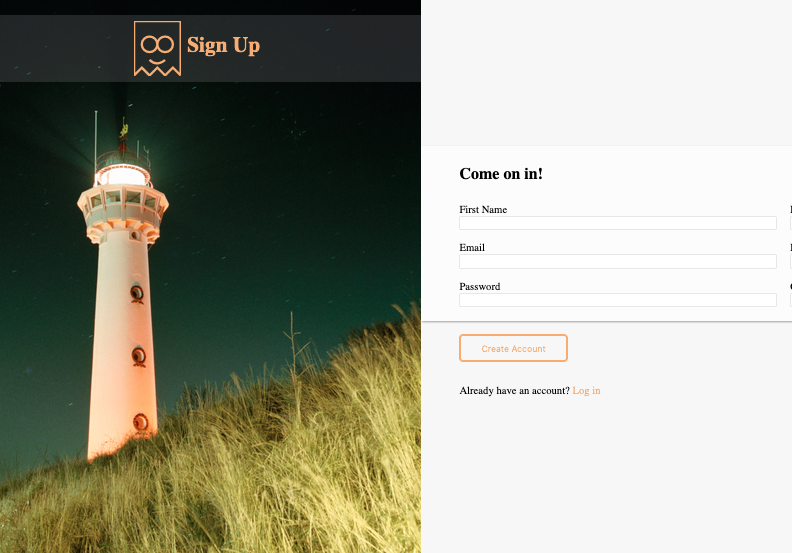 Sign Up
Come on in!
First Name
Email
Password
Create Account
Already have an account? Log in